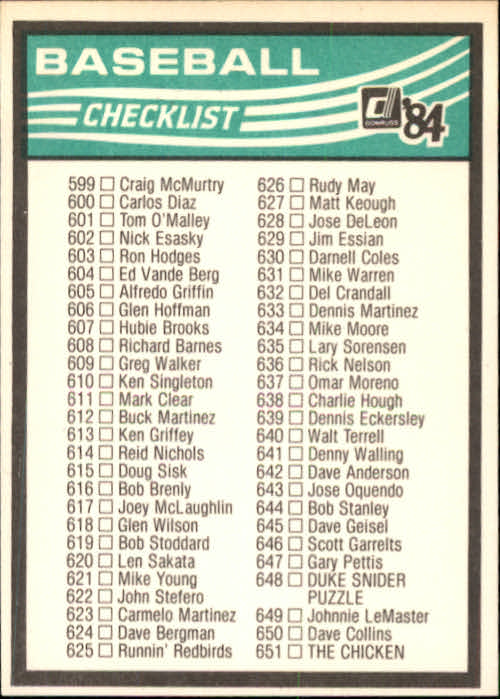 BASEBALL
CHECKLIST
DONRUSS '84
599 Craig McMurtry
600 Carlos Diaz
601 Tom O'Malley
602 Nick Esasky
603 Ron Hodges
604 Ed Vande Berg
605 Alfredo Griffin
606 Glen Hoffman
607 Hubie Brooks
608 Richard Barnes
609 Greg Walker
610 Ken Singleton
611 Mark Clear
612 Buck Martinez
613 Ken Griffey
614 Reid Nichols
615 Doug Sisk
616 Bob Brenly
617 Joey McLaughlin
618 Glen Wilson
619 Bob Stoddard
620 Len Sakata
621 Mike Young
622 John Stefero
623 Carmelo Martinez
624 Dave Bergman
625 Runnin' Redbirds
626 Rudy May
627 Matt Keough
628 Jose DeLeon
629 Jim Essian
630 Darnell Coles
631 Mike Warren
632 Del Crandall
633 Dennis Martinez
634 Mike Moore
635 Lary Sorensen
636 Rick Nelson
637 Omar Moreno
638 Charlie Hough
639 Dennis Eckersley
640 Walt Terrell
641 Denny Walling
642 Dave Anderson
643 Jose Oquendo
644 Bob Stanley
645 Dave Geisel
646 Scott Garrelts
647 Gary Pettis
648 DUKE SNIDER
PUZZLE
649 Johnnie LeMaster
650 Dave Collins
651 THE CHICKEN